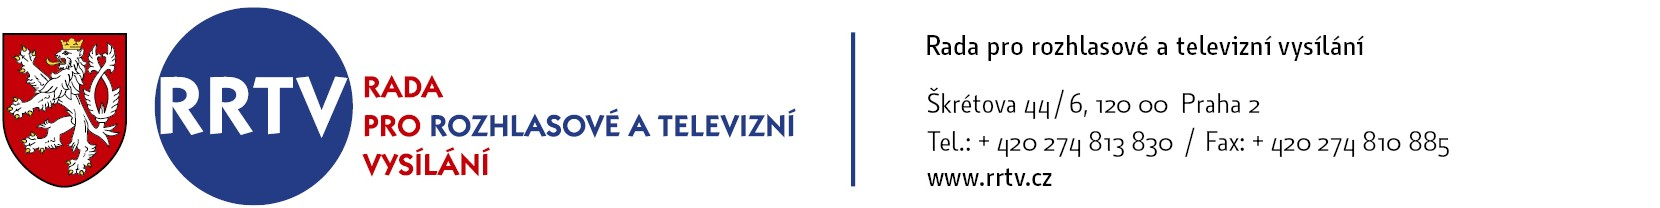 RRTV
RADA
PRO ROZHLASOVÉ A TELEVIZNÍ
VYSÍLÁNÍ
Rada pro rozhlasové a televizní vysílání
Škrétova 44/6, 120 00 Praha 2
Tel.: + 420 274 813 830 / Fax: + 420 274 810 885
www.rrtv.cz